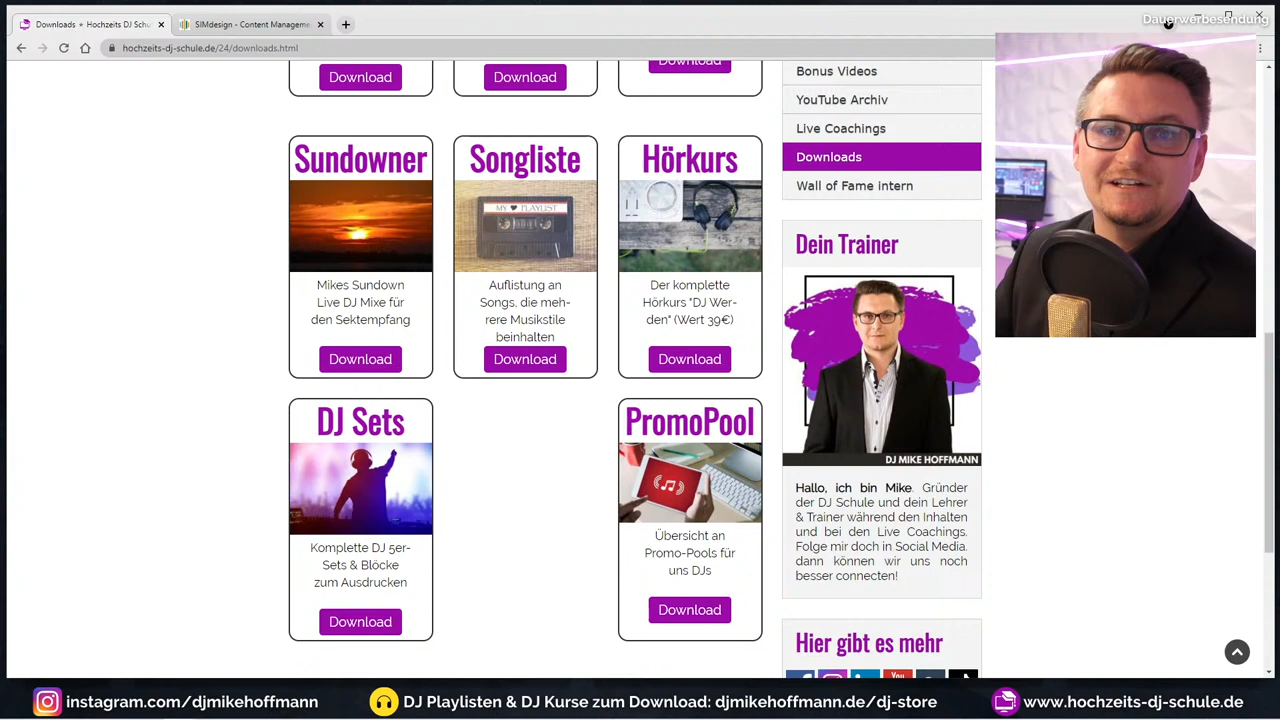 Dauerwerbesendung
Downloads ★ Hochzeits DJ Schu
SIMdesign - Content Manageme
hochzeits-dj-schule.de/24/downloads.html
Download
Download
Download
Sundowner
Mikes Sundown
Live DJ Mixe für
den Sektempfang
Download
Songliste
MY ♥ PLAYLIST
Auflistung an
Songs, die meh-
rere Musikstile
beinhalten
Download
Hörkurs
Der komplette
Hörkurs "DJ Wer-
den" (Wert 39€)
Download
DJ Sets
Komplette DJ 5er-
Sets & Blöcke
zum Ausdrucken
Download
PromoPool
Übersicht an
Promo-Pools für
uns DJs
Download
Bonus Videos
YouTube Archiv
Live Coachings
Downloads
Wall of Fame intern
Dein Trainer
DJ MIKE HOFFMANN
Hallo, ich bin Mike. Gründer
der DJ Schule und dein Lehrer
& Trainer während den Inhalten
und bei den Live Coachings.
Folge mir doch in Social Media,
dann können wir uns noch
besser connecten!
Hier gibt es mehr
instagram.com/djmikehoffmann
DJ Playlisten & DJ Kurse zum Download: djmikehoffmann.de/dj-store
www.hochzeits-dj-schule.de